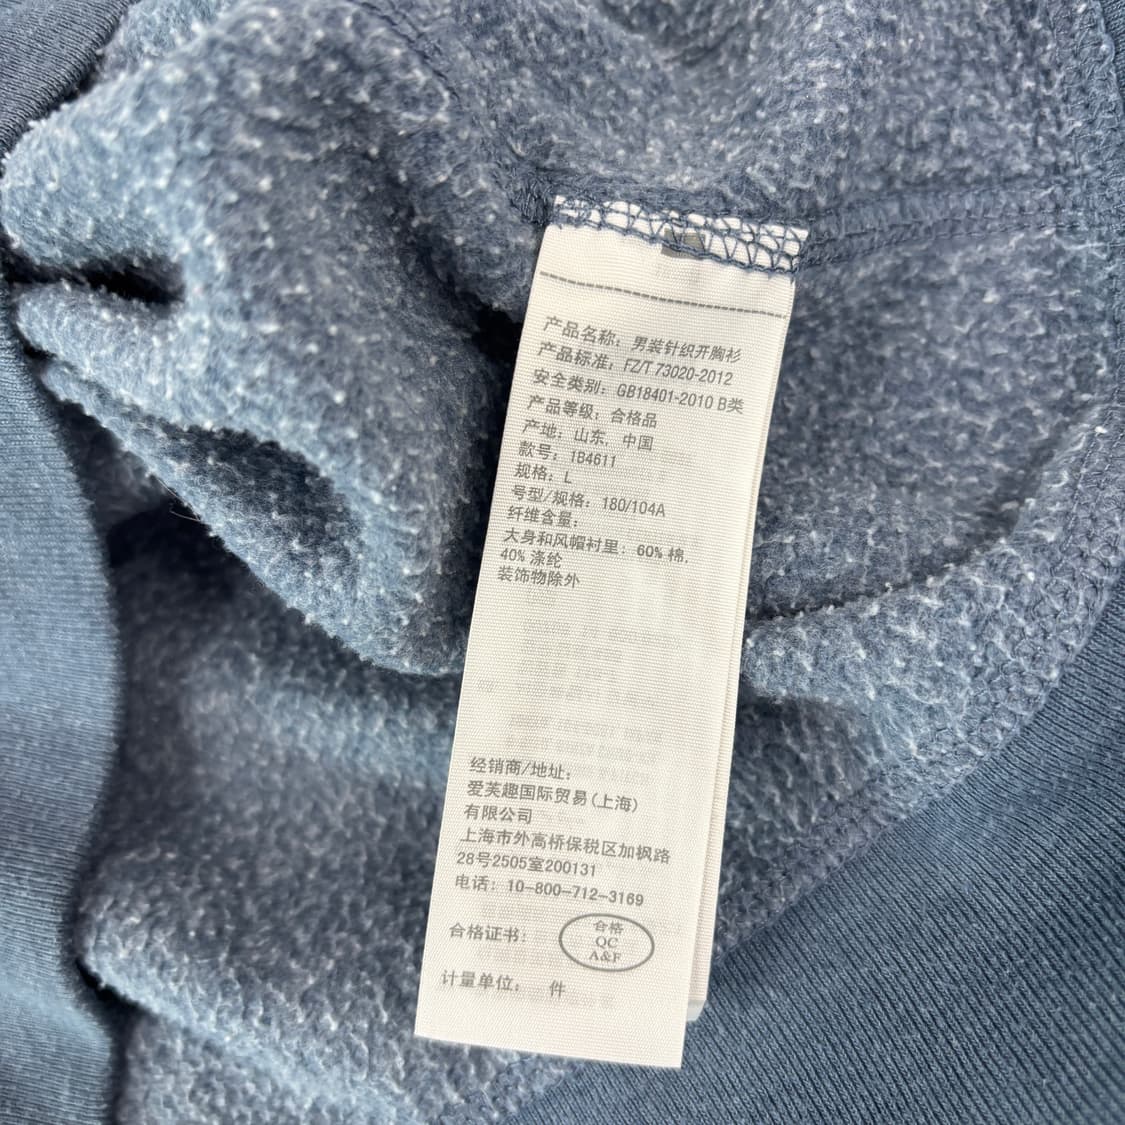 产品名称：男装针织开胸衫
产品标准：FZ/T 73020-2012
安全类别：GB18401-2010 B类
产品等级：合格品
产地：山东，中国
款号：1B4611
规格：L
号型/规格：180/104A
纤维含量：
大身和风帽衬里：60% 棉，
40% 涤纶
装饰物除外
经销商/地址：
爱芙趣国际贸易(上海)
有限公司
上海市外高桥保税区加枫路
28号2505室200131
电话：10-800-712-3169
合格证书：
合格
QC
A&F
计量单位： 件